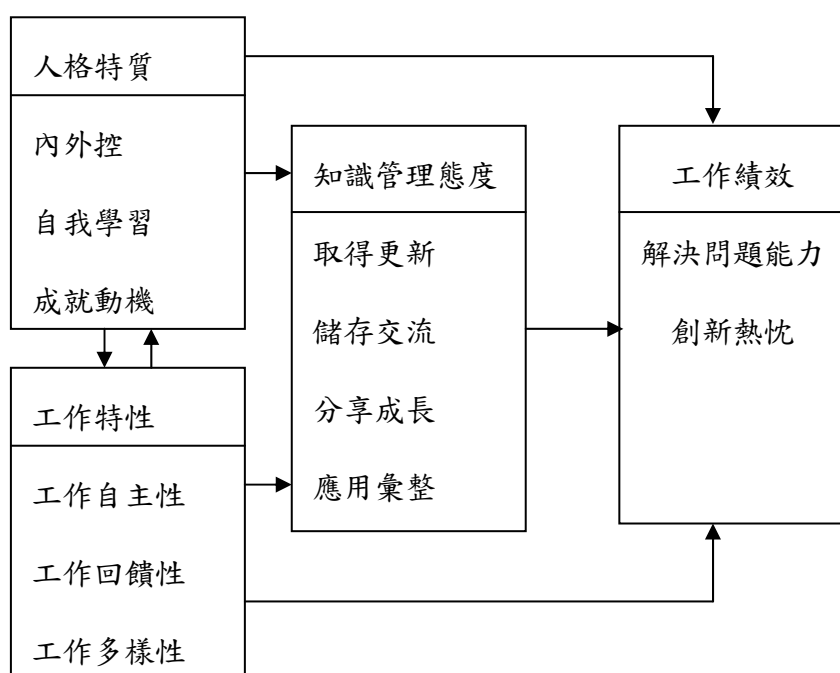 人格特質
內外控
自我學習
成就動機
工作特性
工作自主性
工作回饋性
工作多樣性
知識管理態度
取得更新
儲存交流
分享成長
應用彙整
工作績效
解決問題能力
創新熱忱